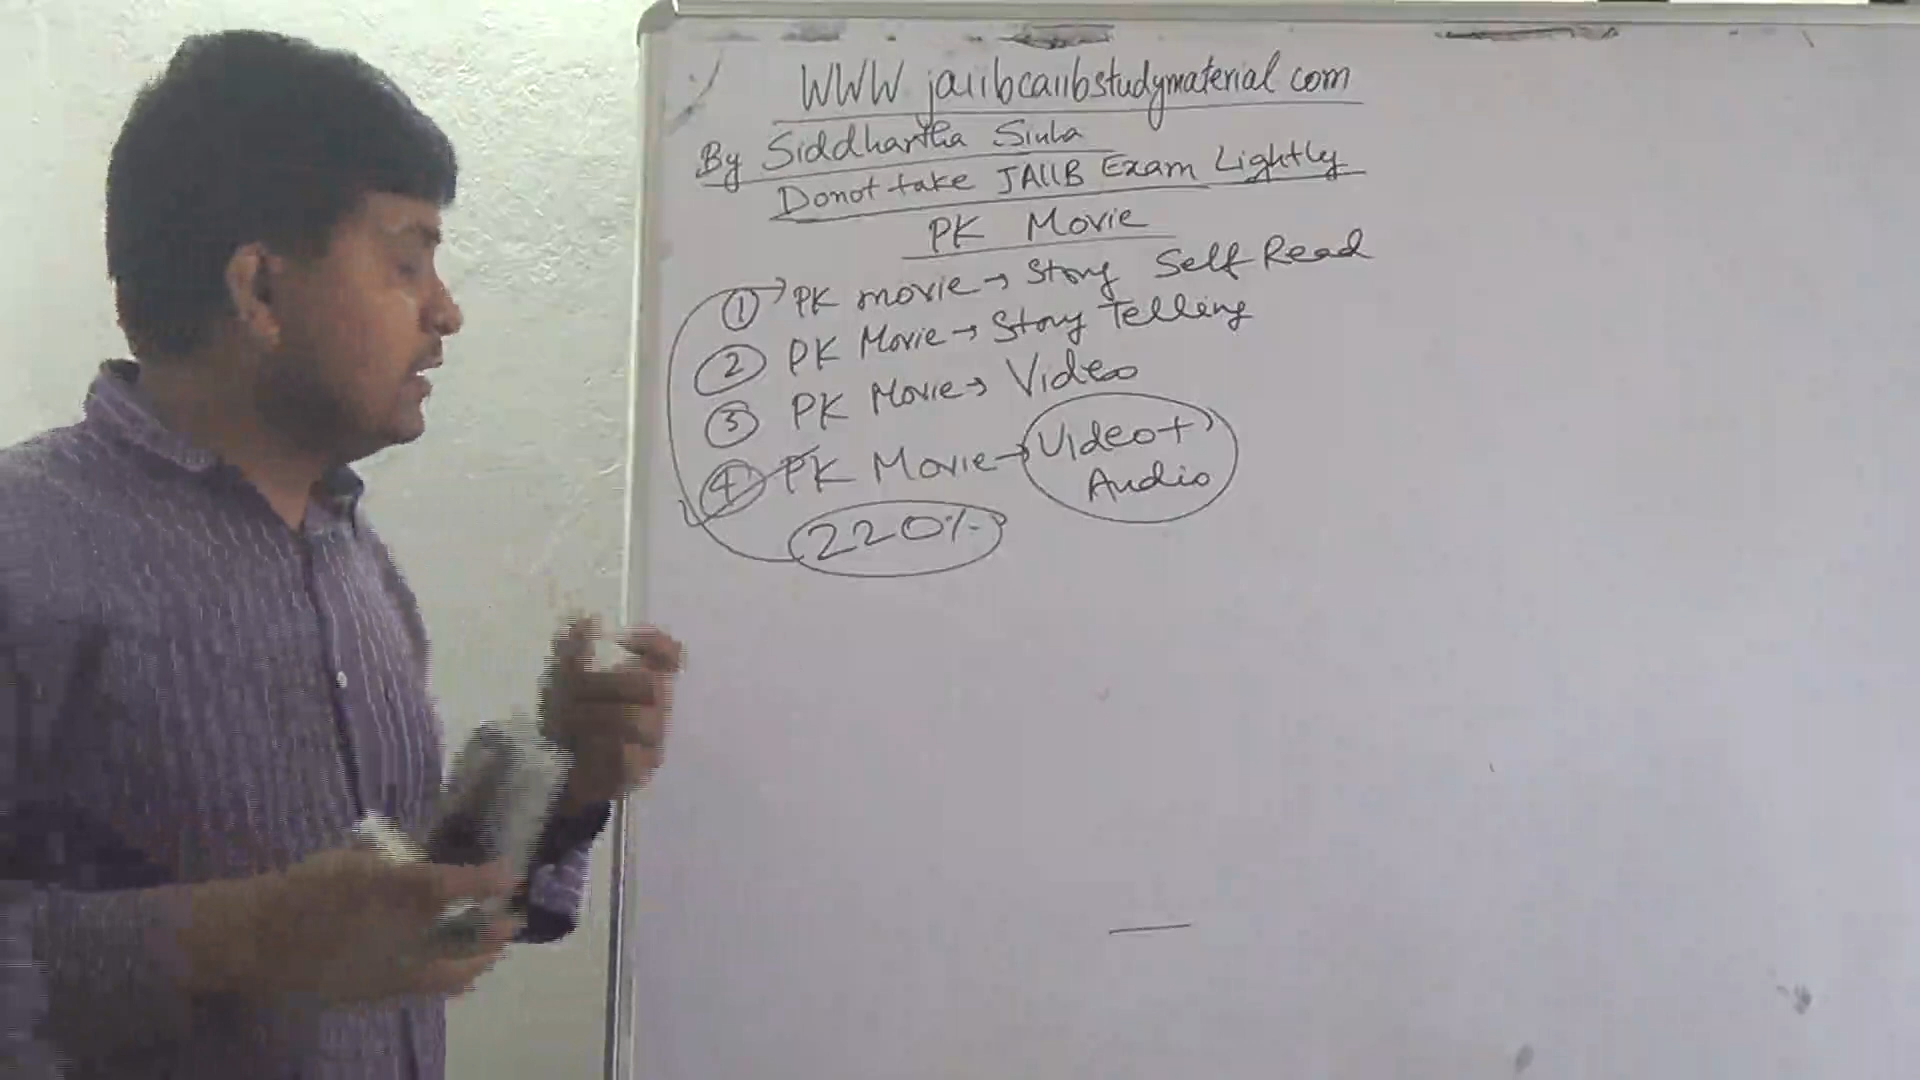 WWW jaiibcaiibstudymaterial com
By Siddhartha Sinha
Donot take JAIIB Exam Lightly
PK Movie
① → PK movie → Story Self Read
② PK Movie → Story Telling
③ PK Movie → Video
④ PK Movie → Video +
Audio
220%